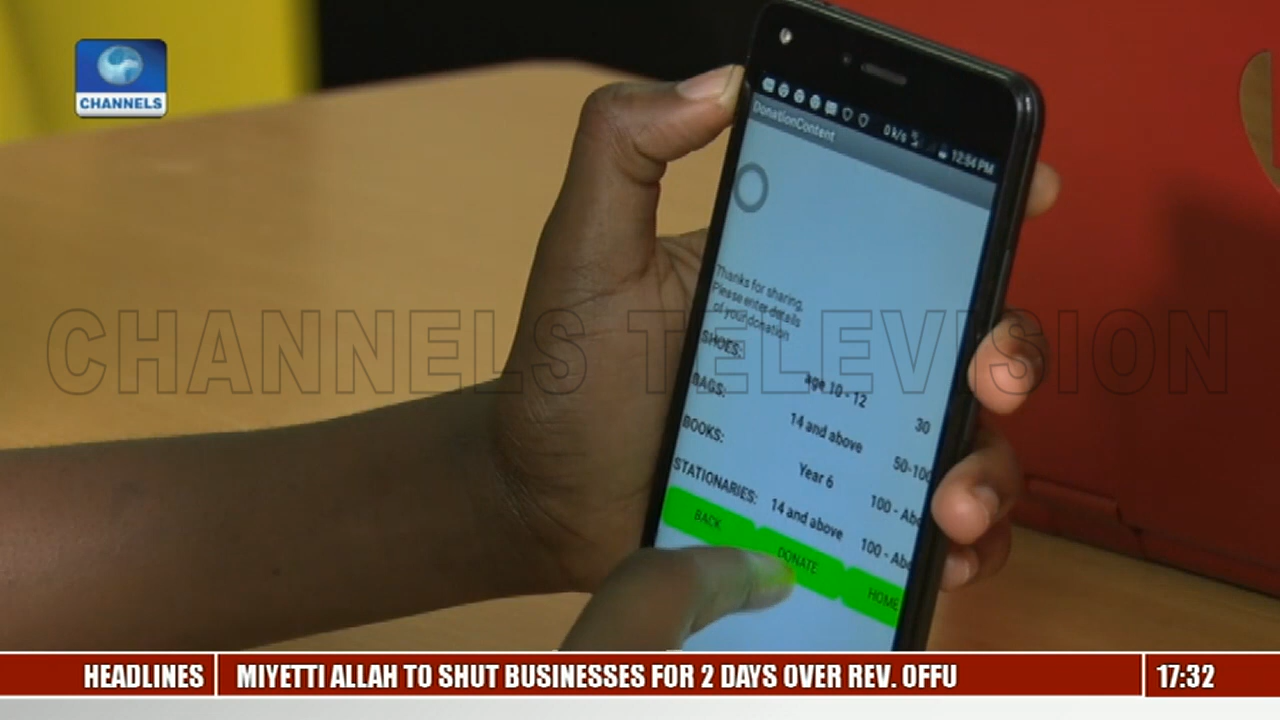 CHANNELS
0 k/s
12:54 PM
DonationContent
Thanks for sharing.
Please enter details
of your donation
CHANNELS TELEVISION
SHOES:
age 10 - 12
30
BAGS:
14 and above
50-100
BOOKS:
Year 6
100 - Abo
STATIONARIES:
14 and above
100 - Abo
BACK
DONATE
HOME
HEADLINES
MIYETTI ALLAH TO SHUT BUSINESSES FOR 2 DAYS OVER REV. OFFU
17:32